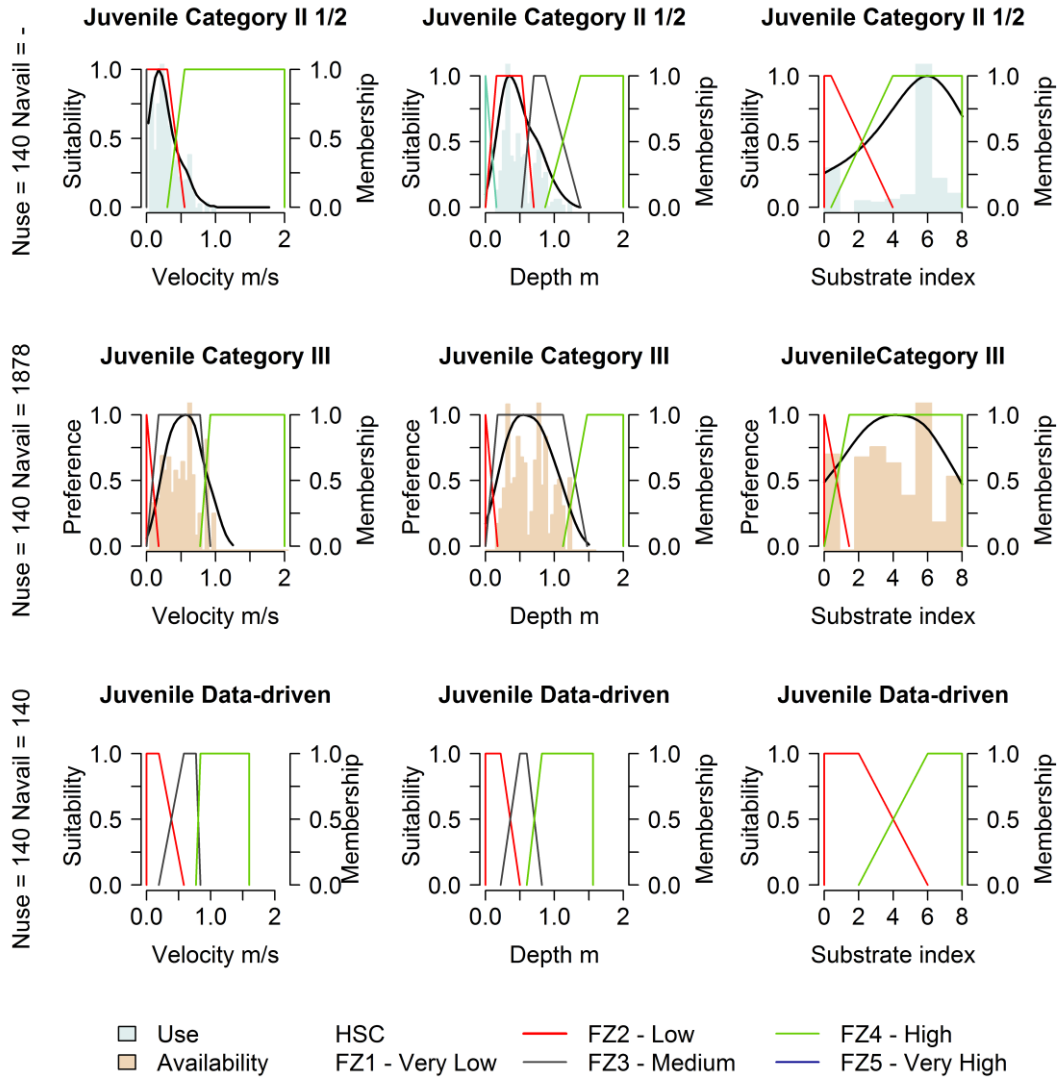 Juvenile Category II 1/2
Juvenile Category II 1/2
Juvenile Category II 1/2
Nuse = 140 Navail = -
Suitability
0.0 0.5 1.0
0.0 1.0 2
Velocity m/s
0.0 0.5 1.0
Membership
Suitability
0.0 0.5 1.0
0.0 1.0 2
Depth m
0.0 0.5 1.0
Membership
Suitability
0.0 0.5 1.0
0 2 4 6 8
Substrate index
0.0 0.5 1.0
Membership
Juvenile Category III
Juvenile Category III
JuvenileCategory III
Nuse = 140 Navail = 1878
Preference
0.0 0.5 1.0
0.0 1.0 2
Velocity m/s
0.0 0.5 1.0
Membership
Preference
0.0 0.5 1.0
0.0 1.0 2
Depth m
0.0 0.5 1.0
Membership
Preference
0.0 0.5 1.0
0 2 4 6 8
Substrate index
0.0 0.5 1.0
Membership
Juvenile Data-driven
Juvenile Data-driven
Juvenile Data-driven
Nuse = 140 Navail = 140
Suitability
0.0 0.5 1.0
0.0 1.0 2
Velocity m/s
0.0 0.5 1.0
Membership
Suitability
0.0 0.5 1.0
0.0 1.0 2
Depth m
0.0 0.5 1.0
Membership
Suitability
0.0 0.5 1.0
0 2 4 6 8
Substrate index
0.0 0.5 1.0
Membership
Use
HSC
FZ2 - Low
FZ4 - High
Availability
FZ1 - Very Low
FZ3 - Medium
FZ5 - Very High